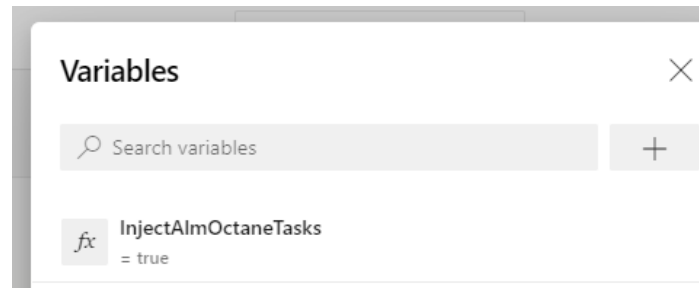 Variables
Search variables
fx InjectAlmOctaneTasks
= true